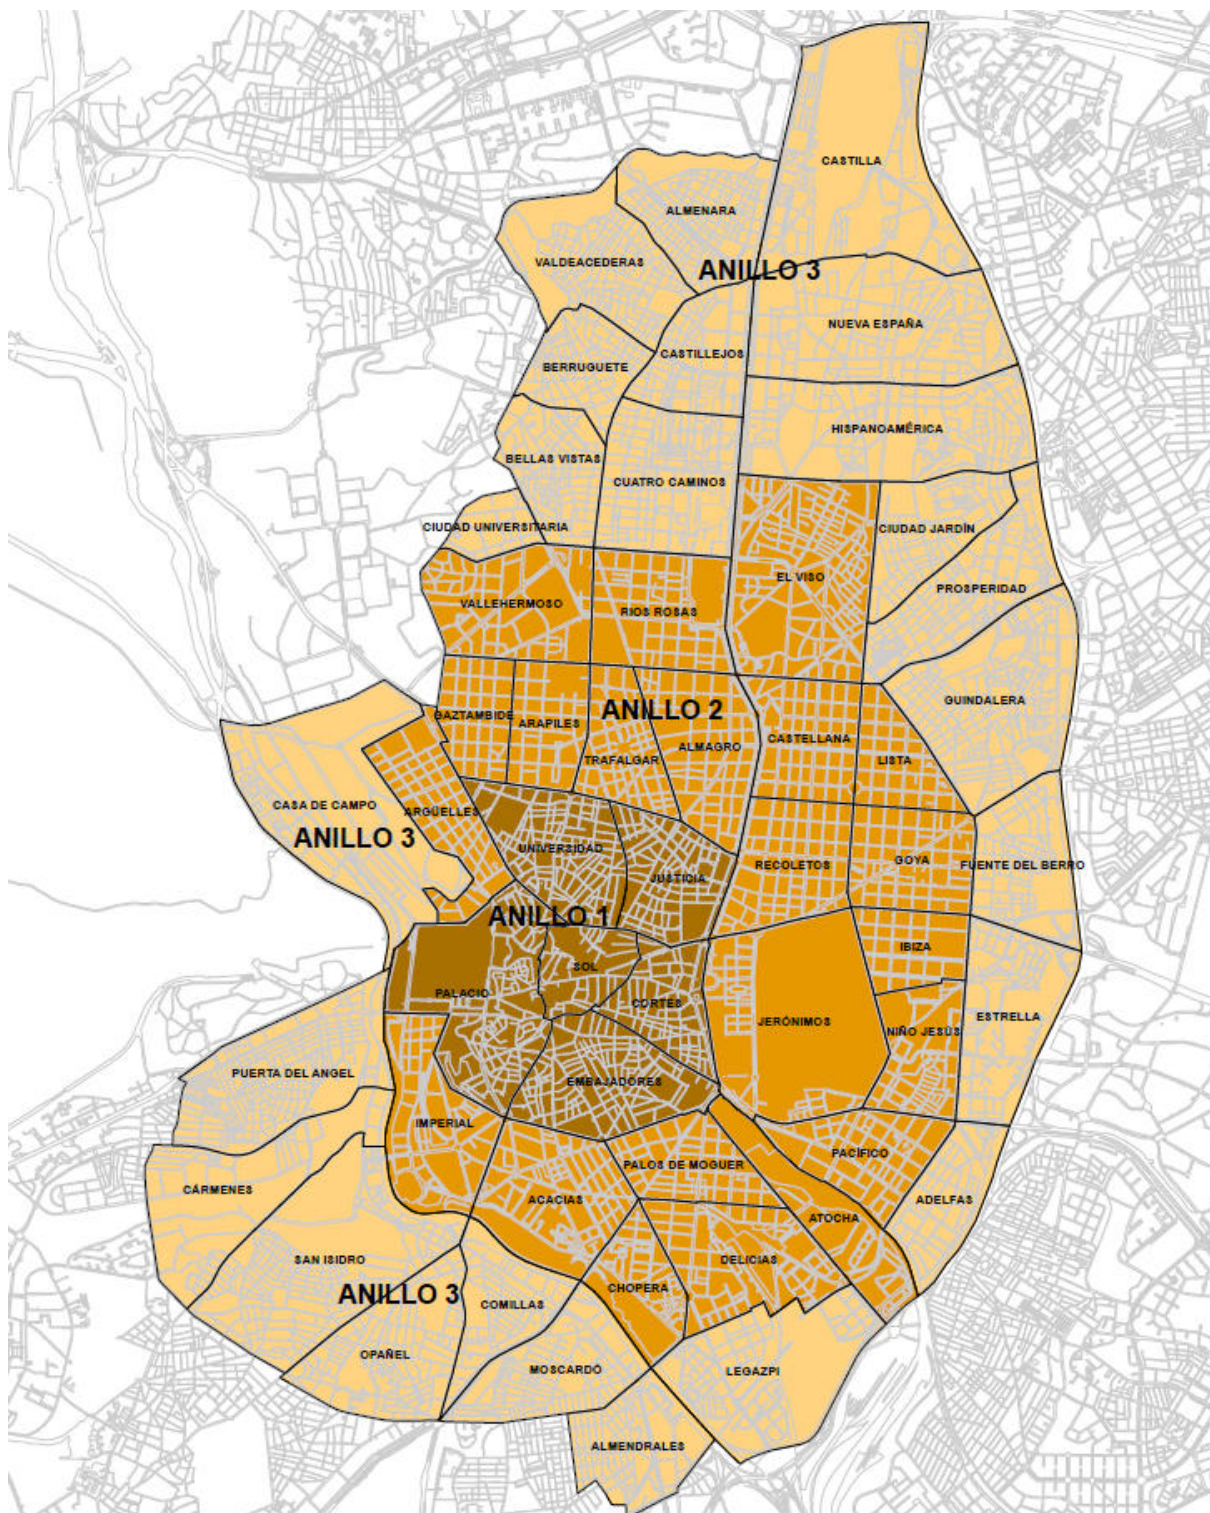 CASTILLA
ALMENARA
VALDEACEDERAS
ANILLO 3
NUEVA ESPAÑA
CASTILLEJOS
BERRUGUETE
HISPANOAMÉRICA
BELLAS VISTAS
CUATRO CAMINOS
CIUDAD UNIVERSITARIA
CIUDAD JARDÍN
EL VISO
PROSPERIDAD
VALLEHERMOSO
RIOS ROSAS
GUINDALERA
ANILLO 2
GAZTAMBIDE
ARAPILES
CASTELLANA
ALMAGRO
TRAFALGAR
LISTA
CASA DE CAMPO
ARGÜELLES
ANILLO 3
UNIVERSIDAD
GOYA
RECOLETOS
FUENTE DEL BERRO
JUSTICIA
ANILLO 1
IBIZA
SOL
PALACIO
CORTES
JERÓNIMOS
ESTRELLA
NIÑO JESÚS
PUERTA DEL ANGEL
EMBAJADORES
IMPERIAL
PACÍFICO
PALOS DE MOGUER
CÁRMENES
ACACIAS
ADELFAS
ATOCHA
SAN ISIDRO
DELICIAS
CHOPERA
ANILLO 3
COMILLAS
OPAÑEL
MOSCARDÓ
LEGAZPI
ALMENDRALES